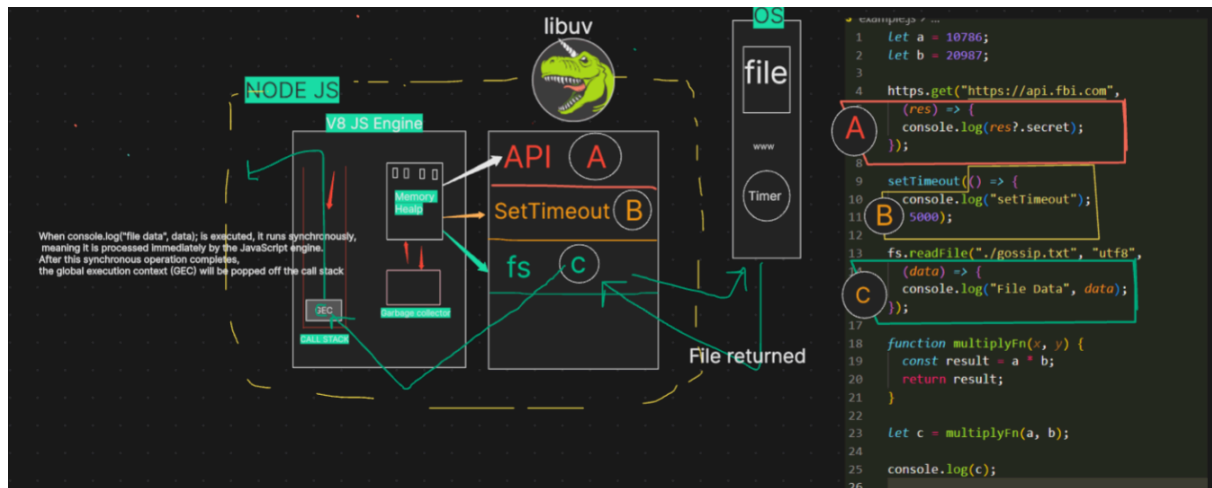 libuv
OS
NODE JS
file
V8 JS Engine
API A
Memory
Healp
www
SetTimeout B
Timer
When console.log("file data", data); is executed, it runs synchronously,
meaning it is processed immediately by the JavaScript engine.
After this synchronous operation completes,
the global execution context (GEC) will be popped off the call stack
fs C
GEC
Garbage collector
CALL STACK
File returned
example.js > ...
1 let a = 10786;
2 let b = 20987;
3
4 https.get("https://api.fbi.com",
A
(res) => {
console.log(res?.secret);
});
8
9 setTimeout(() => {
10 console.log("setTimeout");
B
11 5000);
12
13 fs.readFile("./gossip.txt", "utf8",
(data) => {
C
console.log("File Data", data);
});
17
18 function multiplyFn(x, y) {
19 const result = a * b;
20 return result;
21 }
22
23 let c = multiplyFn(a, b);
24
25 console.log(c);
26